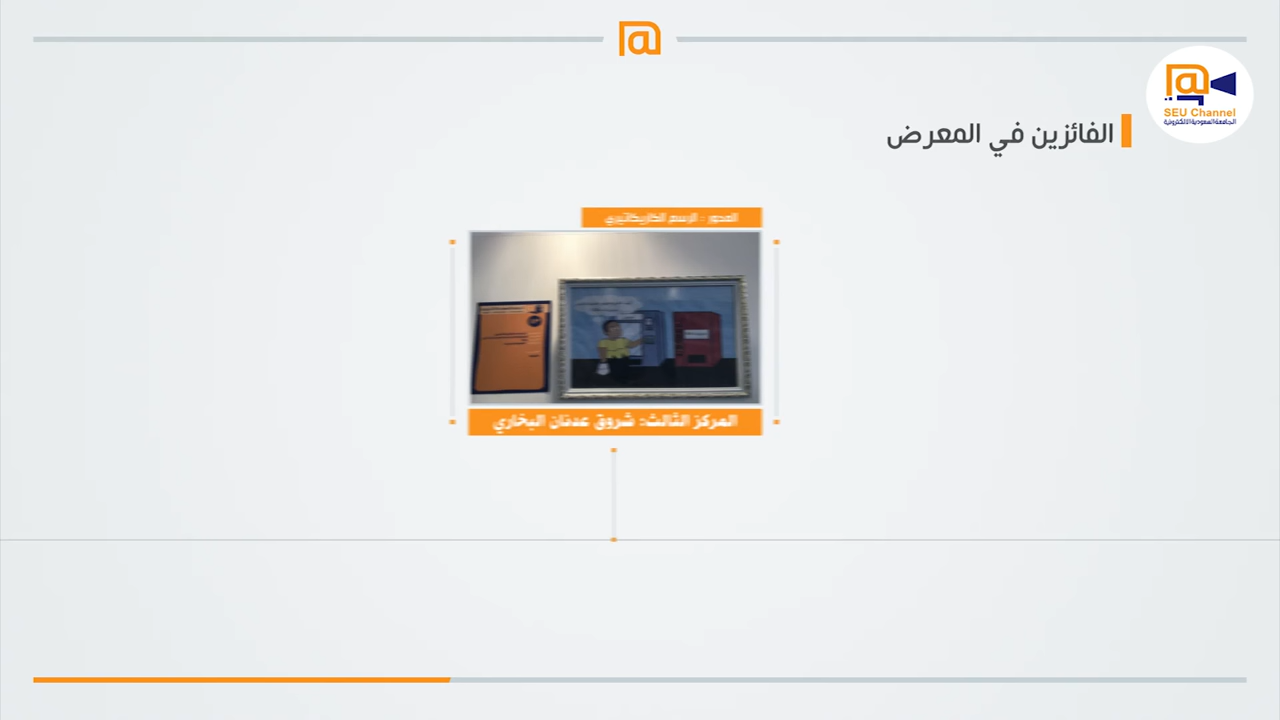 SEU Channel
الجامعة السعودية الالكترونية
الفائزين في المعرض
المحور : الرسم الكاريكاتيري
المركز الثالث: شروق عدنان البخاري